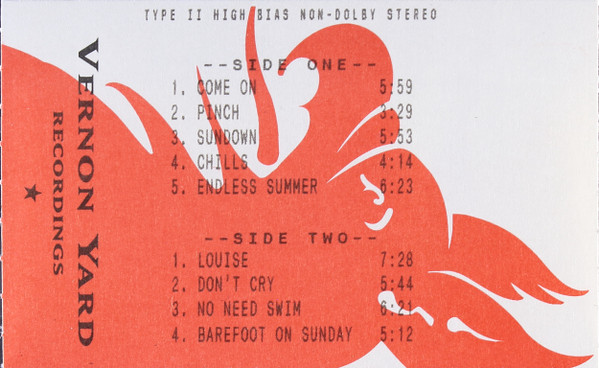 TYPE II HIGH BIAS NON-DOLBY STEREO
VERNON YARD
RECORDINGS
--SIDE ONE--
1. COME ON 5:59
2. PINCH 3:29
3. SUNDOWN 5:53
4. CHILLS 4:14
5. ENDLESS SUMMER 6:23
--SIDE TWO--
1. LOUISE 7:28
2. DON'T CRY 5:44
3. NO NEED SWIM 6:21
4. BAREFOOT ON SUNDAY 5:12